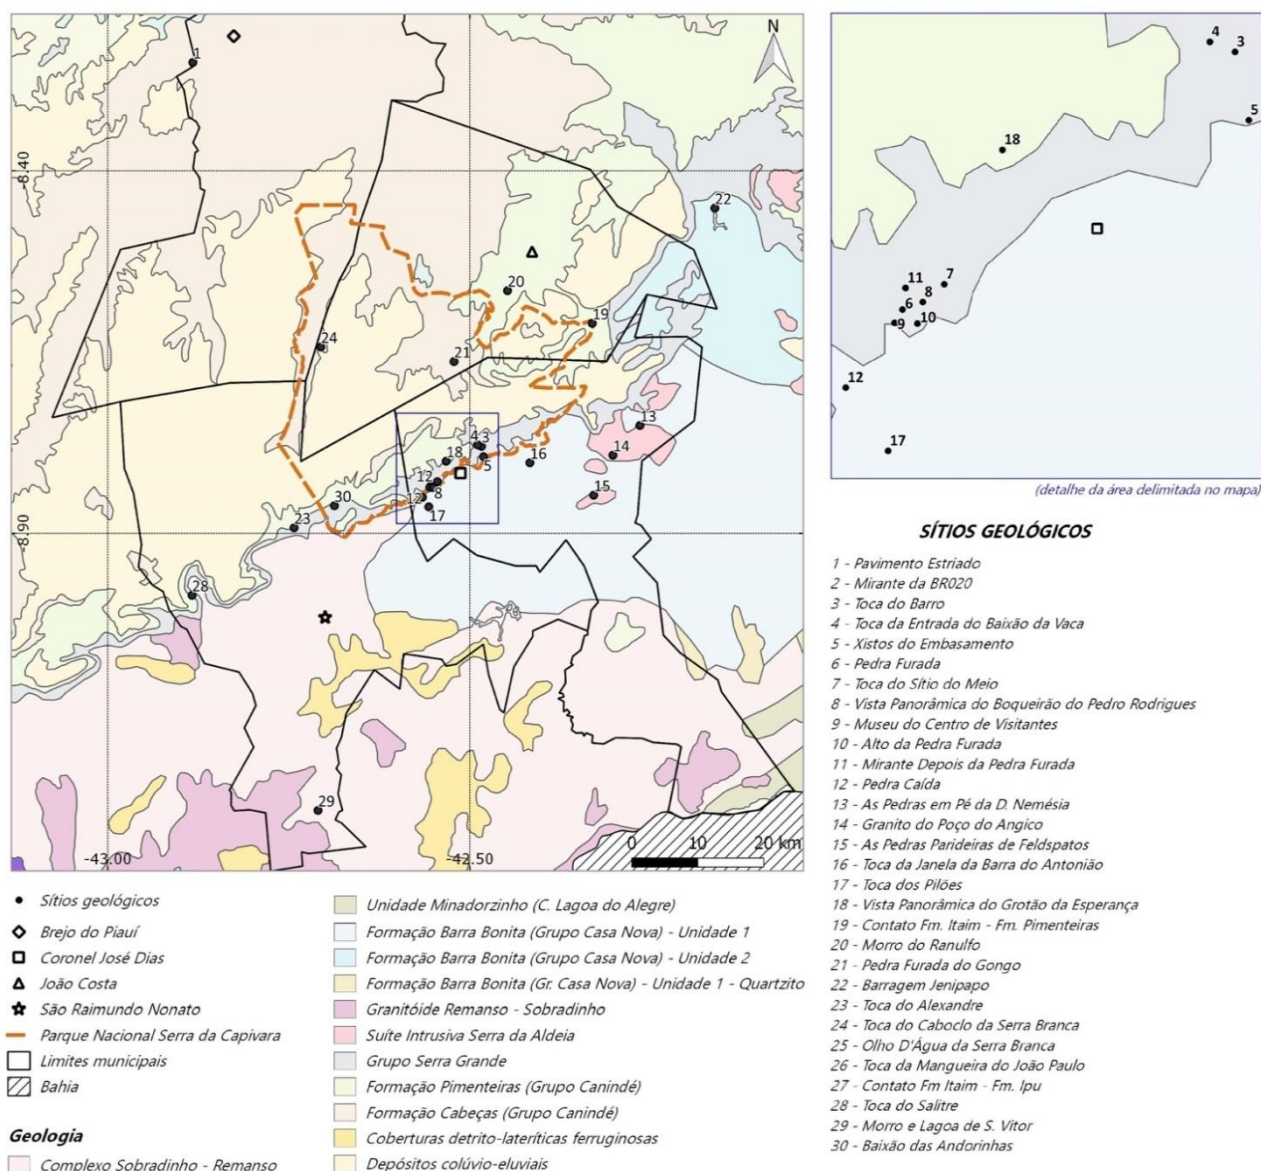 N
1
-8.40
22
20
19
24
21
13
4 3
18
5
16
14
12
8
15
12
17
30
23
-8.90
28
29
0 10 20 km
-43.00
-42.50
4
3
5
18
11
7
8
6
9
10
12
17
(detalhe da área delimitada no mapa)
Sítios geológicos
Brejo do Piauí
Coronel José Dias
João Costa
São Raimundo Nonato
Parque Nacional Serra da Capivara
Limites municipais
Bahia
Geologia
Complexo Sobradinho - Remanso
Unidade Minadorzinho (C. Lagoa do Alegre)
Formação Barra Bonita (Grupo Casa Nova) - Unidade 1
Formação Barra Bonita (Grupo Casa Nova) - Unidade 2
Formação Barra Bonita (Gr. Casa Nova) - Unidade 1 - Quartzito
Granitóide Remanso - Sobradinho
Suíte Intrusiva Serra da Aldeia
Grupo Serra Grande
Formação Pimenteiras (Grupo Canindé)
Formação Cabeças (Grupo Canindé)
Coberturas detrito-lateríticas ferruginosas
Depósitos colúvio-eluviais
SÍTIOS GEOLÓGICOS
1 - Pavimento Estriado
2 - Mirante da BR020
3 - Toca do Barro
4 - Toca da Entrada do Baixão da Vaca
5 - Xistos do Embasamento
6 - Pedra Furada
7 - Toca do Sítio do Meio
8 - Vista Panorâmica do Boqueirão do Pedro Rodrigues
9 - Museu do Centro de Visitantes
10 - Alto da Pedra Furada
11 - Mirante Depois da Pedra Furada
12 - Pedra Caída
13 - As Pedras em Pé da D. Nemésia
14 - Granito do Poço do Angico
15 - As Pedras Parideiras de Feldspatos
16 - Toca da Janela da Barra do Antonião
17 - Toca dos Pilões
18 - Vista Panorâmica do Grotão da Esperança
19 - Contato Fm. Itaim - Fm. Pimenteiras
20 - Morro do Ranulfo
21 - Pedra Furada do Gongo
22 - Barragem Jenipapo
23 - Toca do Alexandre
24 - Toca do Caboclo da Serra Branca
25 - Olho D'Água da Serra Branca
26 - Toca da Mangueira do João Paulo
27 - Contato Fm Itaim - Fm. Ipu
28 - Toca do Salitre
29 - Morro e Lagoa de S. Vitor
30 - Baixão das Andorinhas